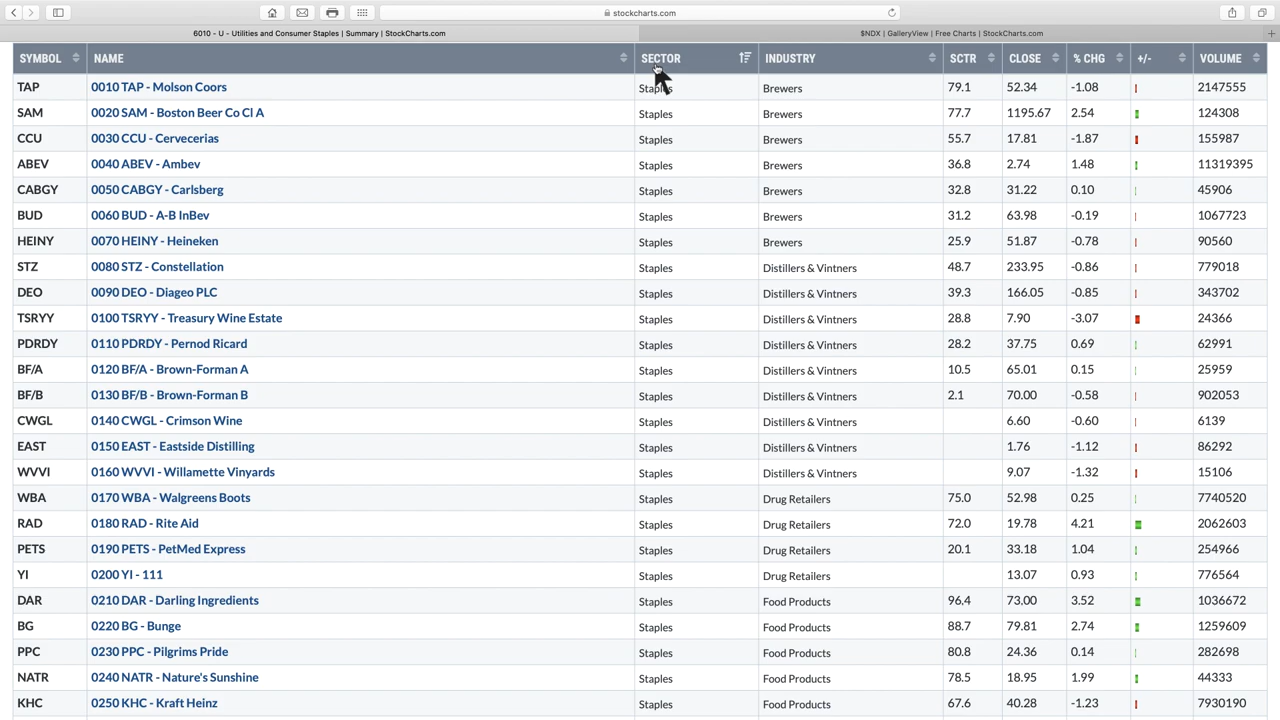 stockcharts.com
6010 - U - Utilities and Consumer Staples | Summary | StockCharts.com $NDX | GalleryView | Free Charts | StockCharts.com
SYMBOL NAME SECTOR INDUSTRY SCTR CLOSE % CHG +/- VOLUME
TAP 0010 TAP - Molson Coors Staples Brewers 79.1 52.34 -1.08 2147555
SAM 0020 SAM - Boston Beer Co Cl A Staples Brewers 77.7 1195.67 2.54 124308
CCU 0030 CCU - Cervecerias Staples Brewers 55.7 17.81 -1.87 155987
ABEV 0040 ABEV - Ambev Staples Brewers 36.8 2.74 1.48 11319395
CABGY 0050 CABGY - Carlsberg Staples Brewers 32.8 31.22 0.10 45906
BUD 0060 BUD - A-B InBev Staples Brewers 31.2 63.98 -0.19 1067723
HEINY 0070 HEINY - Heineken Staples Brewers 25.9 51.87 -0.78 90560
STZ 0080 STZ - Constellation Staples Distillers & Vintners 48.7 233.95 -0.86 779018
DEO 0090 DEO - Diageo PLC Staples Distillers & Vintners 39.3 166.05 -0.85 343702
TSRYY 0100 TSRYY - Treasury Wine Estate Staples Distillers & Vintners 28.8 7.90 -3.07 24366
PDRDY 0110 PDRDY - Pernod Ricard Staples Distillers & Vintners 28.2 37.75 0.69 62991
BF/A 0120 BF/A - Brown-Forman A Staples Distillers & Vintners 10.5 65.01 0.15 25959
BF/B 0130 BF/B - Brown-Forman B Staples Distillers & Vintners 2.1 70.00 -0.58 902053
CWGL 0140 CWGL - Crimson Wine Staples Distillers & Vintners 6.60 -0.60 6139
EAST 0150 EAST - Eastside Distilling Staples Distillers & Vintners 1.76 -1.12 86292
WVVI 0160 WVVI - Willamette Vinyards Staples Distillers & Vintners 9.07 -1.32 15106
WBA 0170 WBA - Walgreens Boots Staples Drug Retailers 75.0 52.98 0.25 7740520
RAD 0180 RAD - Rite Aid Staples Drug Retailers 72.0 19.78 4.21 2062603
PETS 0190 PETS - PetMed Express Staples Drug Retailers 20.1 33.18 1.04 254966
YI 0200 YI - 111 Staples Drug Retailers 13.07 0.93 776564
DAR 0210 DAR - Darling Ingredients Staples Food Products 96.4 73.00 3.52 1036672
BG 0220 BG - Bunge Staples Food Products 88.7 79.81 2.74 1259609
PPC 0230 PPC - Pilgrims Pride Staples Food Products 80.8 24.36 0.14 282698
NATR 0240 NATR - Nature's Sunshine Staples Food Products 78.5 18.95 1.99 44333
KHC 0250 KHC - Kraft Heinz Staples Food Products 67.6 40.28 -1.23 7930190